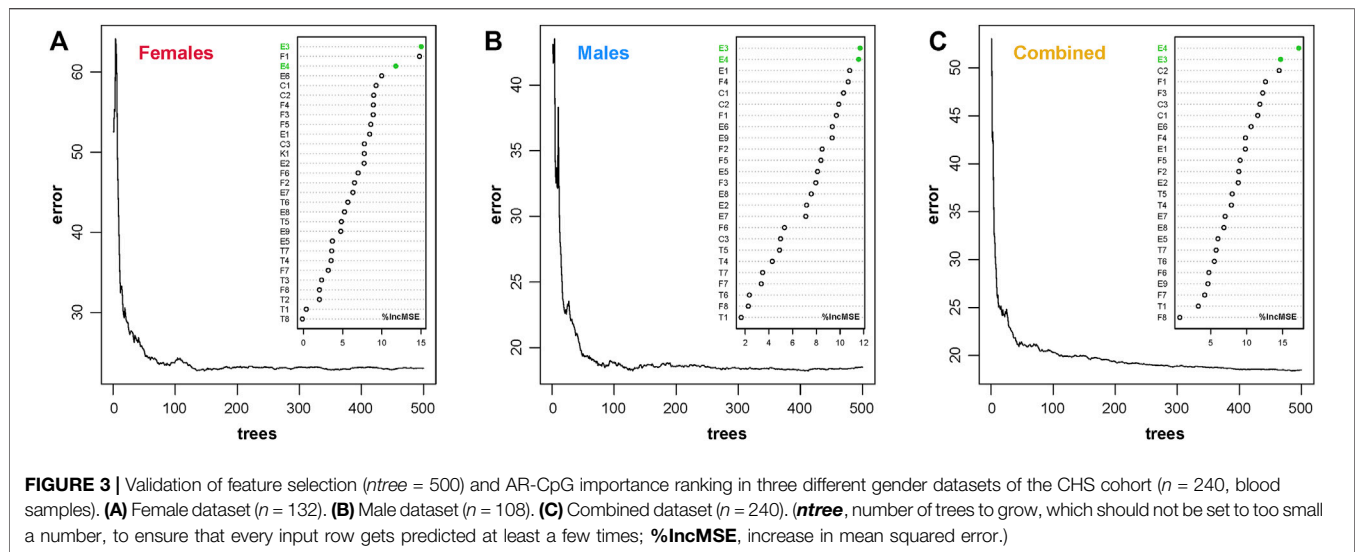 A
Females
error
60
50
40
30
0
100
200
300
400
500
trees
E3
F1
E4
E6
C1
C2
F4
F3
F5
E1
C3
K1
E2
F6
F2
E7
T6
E8
T5
E9
E5
T7
T4
F7
T3
F8
T2
T1
T8
%IncMSE
0
5
10
15
B
Males
error
40
35
30
25
20
0
100
200
300
400
500
trees
E3
E4
E1
F4
C1
C2
F1
E6
E9
F2
F5
E5
F3
E8
E2
E7
F6
C3
T5
T4
T7
F7
T6
F8
T1
%IncMSE
2
4
6
8
10
12
C
Combined
error
50
45
40
35
30
25
20
0
100
200
300
400
500
trees
E4
E3
C2
F1
F3
C3
C1
E6
F4
E1
F5
F2
E2
T5
T4
E7
E8
E5
T7
T6
F6
E9
F7
T1
F8
%IncMSE
5
10
15
FIGURE 3 | Validation of feature selection (ntree = 500) and AR-CpG importance ranking in three different gender datasets of the CHS cohort (n = 240, blood
samples). (A) Female dataset (n = 132). (B) Male dataset (n = 108). (C) Combined dataset (n = 240). (ntree, number of trees to grow, which should not be set to too small
a number, to ensure that every input row gets predicted at least a few times; %IncMSE, increase in mean squared error.)